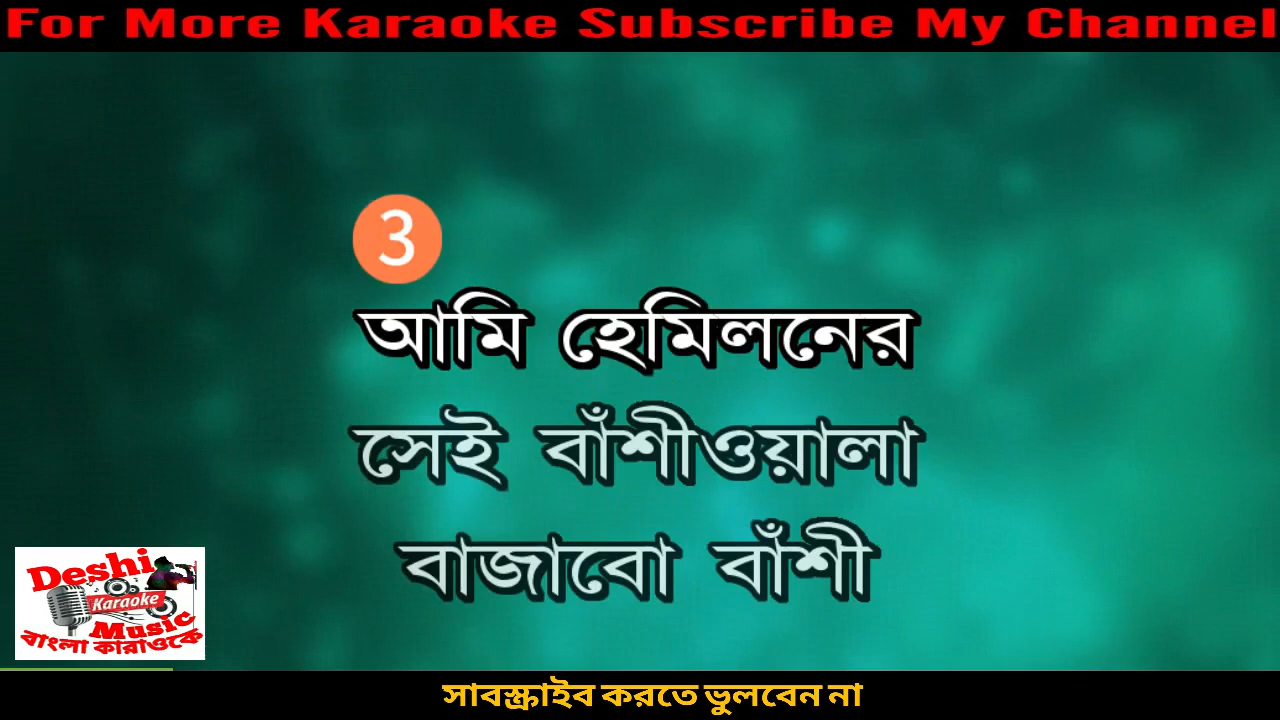 For More Karaoke Subscribe My Channel
3
আমি হেমিলনের
সেই বাঁশীওয়ালা
বাজাবো বাঁশী
Deshi
Karaoke
Music
বাংলা কারাওকে
সাবস্ক্রাইব করতে ভুলবেন না